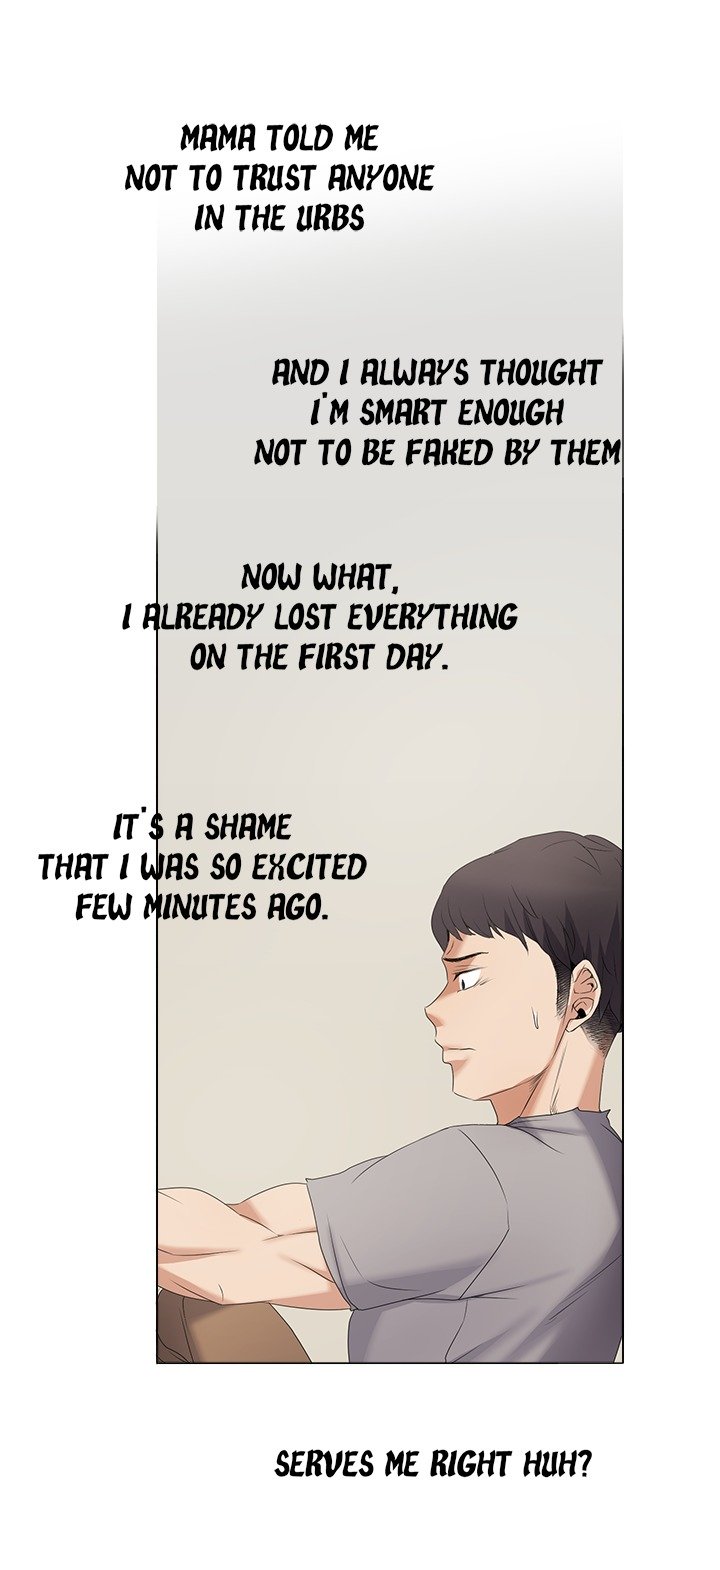 MAMA TOLD ME
NOT TO TRUST ANYONE
IN THE URBS
AND I ALWAYS THOUGHT
I'M SMART ENOUGH
NOT TO BE FAKED BY THEM
NOW WHAT,
I ALREADY LOST EVERYTHING
ON THE FIRST DAY.
IT'S A SHAME
THAT I WAS SO EXCITED
FEW MINUTES AGO.
SERVES ME RIGHT HUH?